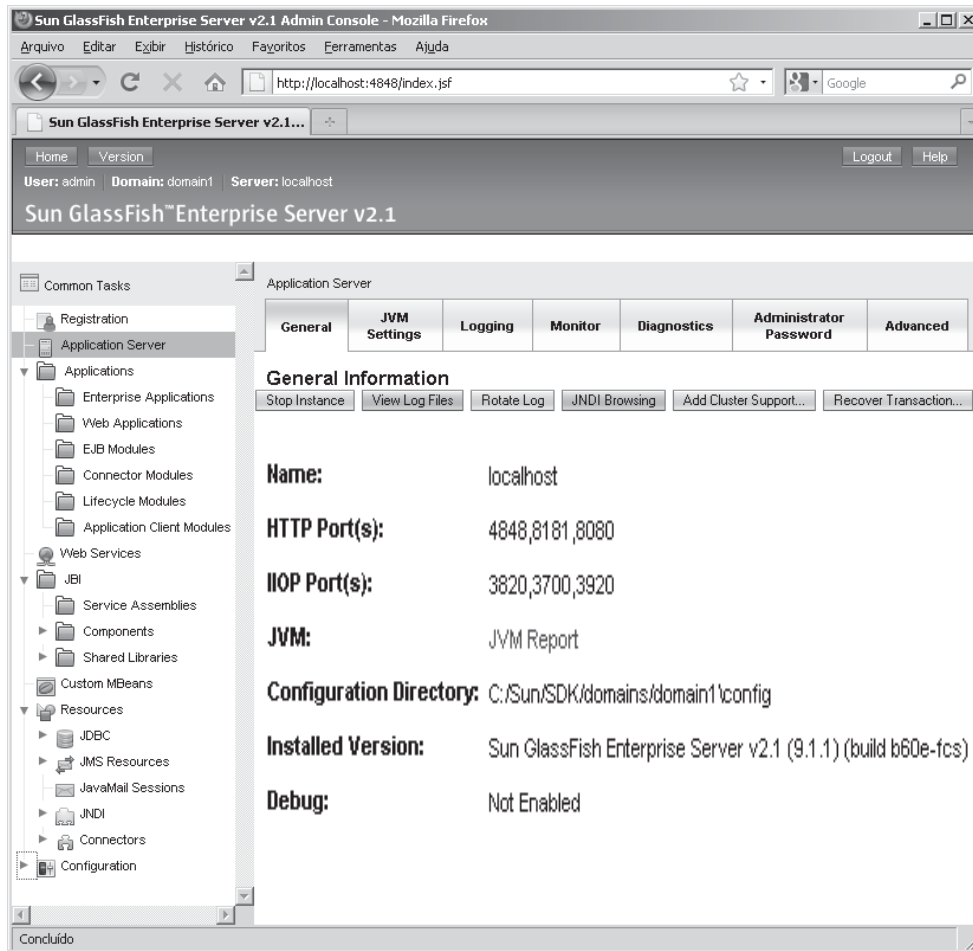 Sun GlassFish Enterprise Server v2.1 Admin Console - Mozilla Firefox
Arquivo Editar Exibir Histórico Favoritos Ferramentas Ajuda
http://localhost:4848/index.jsf
Google
Sun GlassFish Enterprise Server v2.1...
Home Version Logout Help
User: admin Domain: domain1 Server: localhost
Sun GlassFish™ Enterprise Server v2.1
Common Tasks
Registration
Application Server
Applications
Enterprise Applications
Web Applications
EJB Modules
Connector Modules
Lifecycle Modules
Application Client Modules
Web Services
JBI
Service Assemblies
Components
Shared Libraries
Custom MBeans
Resources
JDBC
JMS Resources
JavaMail Sessions
JNDI
Connectors
Configuration
Application Server
General JVM Settings Logging Monitor Diagnostics Administrator Password Advanced
General Information
Stop Instance View Log Files Rotate Log JNDI Browsing Add Cluster Support... Recover Transaction...
Name: localhost
HTTP Port(s): 4848,8181,8080
IIOP Port(s): 3820,3700,3920
JVM: JVM Report
Configuration Directory: C:/Sun/SDK/domains/domain1\config
Installed Version: Sun GlassFish Enterprise Server v2.1 (9.1.1) (build b60e-fcs)
Debug: Not Enabled
Concluído